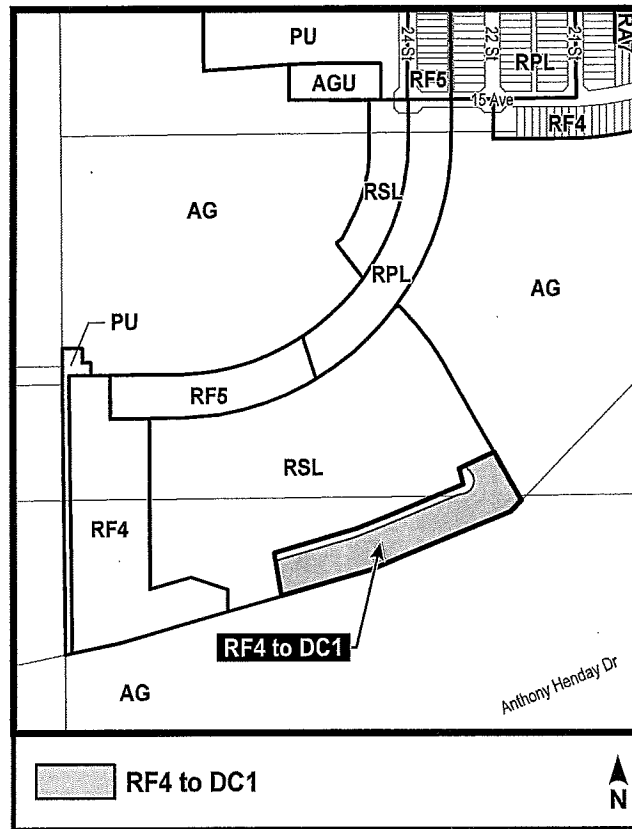 PU
24 St
22 St
21 St
RA7
AGU
RF5
RPL
15 Ave
RF4
RSL
AG
RPL
AG
PU
RF5
RSL
RF4
RF4 to DC1
AG
Anthony Henday Dr
RF4 to DC1
N